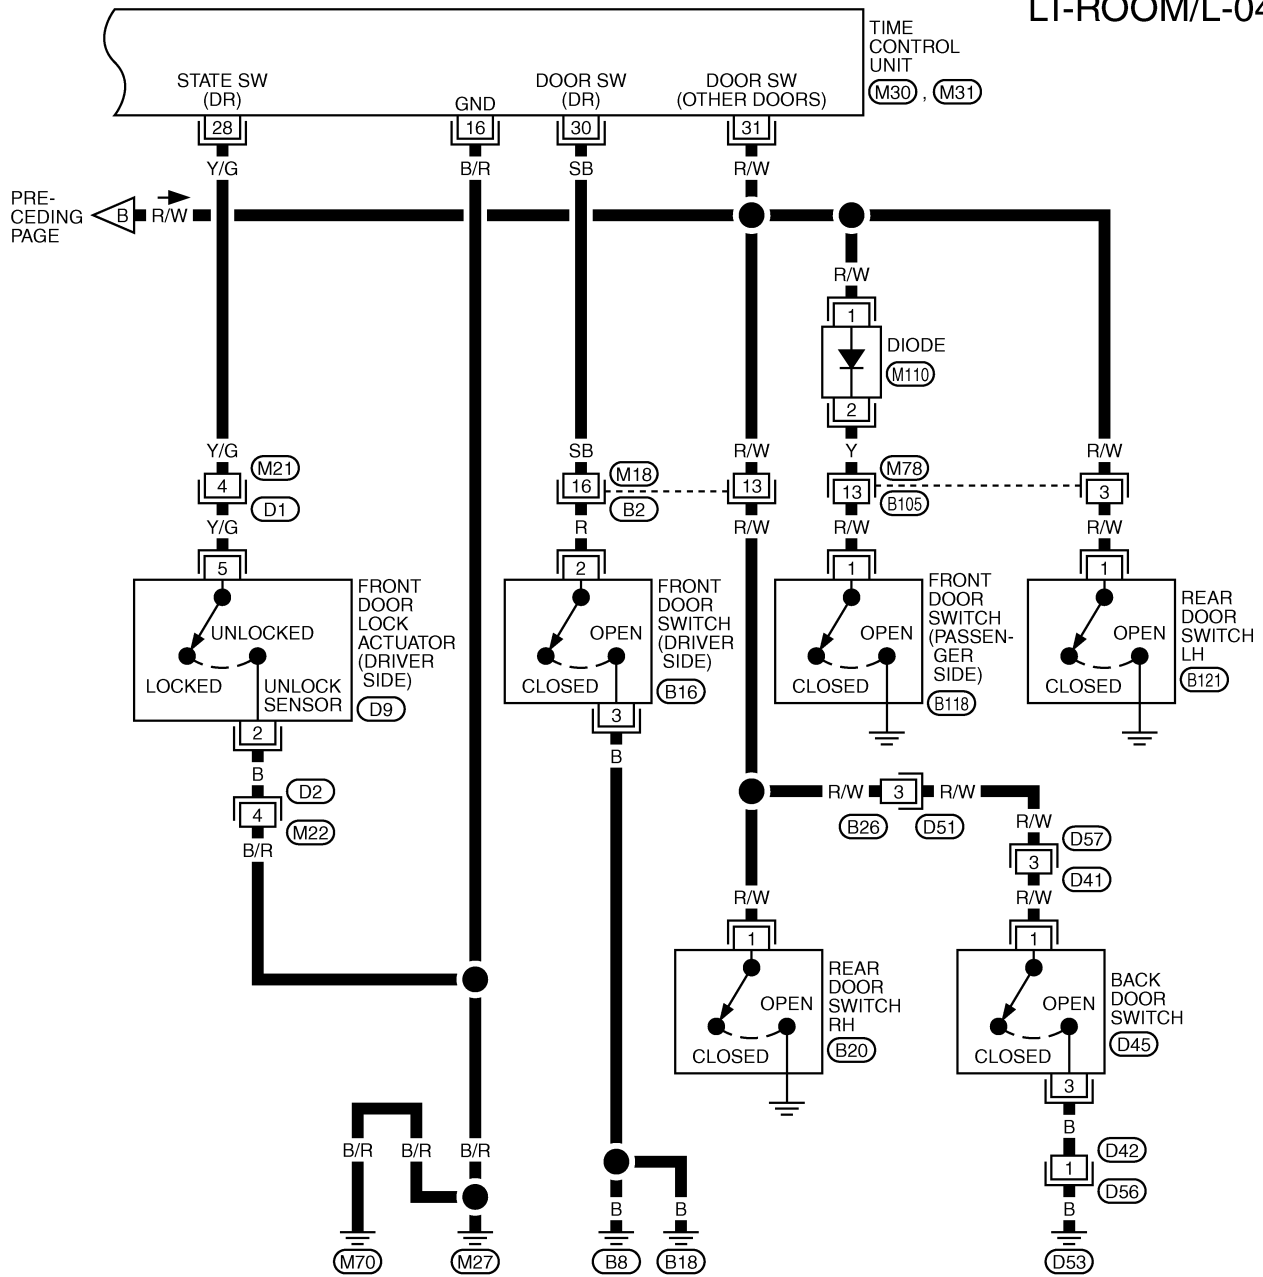 LT-ROOM/L-04
TIME
CONTROL
UNIT
M30 , M31
STATE SW
(DR)
GND
DOOR SW
(DR)
DOOR SW
(OTHER DOORS)
28
16
30
31
Y/G
B/R
SB
R/W
PRE-
CEDING
PAGE
B
R/W
R/W
1
DIODE
M110
2
Y/G
SB
R/W
Y
R/W
4
M21
D1
16
M18
B2
13
13
M78
B105
3
Y/G
R
R/W
R/W
R/W
5
2
1
1
UNLOCKED
LOCKED
UNLOCK
SENSOR
FRONT
DOOR
LOCK
ACTUATOR
(DRIVER
SIDE)
D9
OPEN
CLOSED
FRONT
DOOR
SWITCH
(DRIVER
SIDE)
B16
OPEN
CLOSED
FRONT
DOOR
SWITCH
(PASSEN-
GER
SIDE)
B118
OPEN
CLOSED
REAR
DOOR
SWITCH
LH
B121
2
3
B
B
4
D2
M22
B/R
R/W
3
R/W
B26
D51
R/W
D57
3
D41
R/W
R/W
1
1
OPEN
CLOSED
REAR
DOOR
SWITCH
RH
B20
OPEN
CLOSED
BACK
DOOR
SWITCH
D45
3
B
B/R
B/R
B/R
D42
1
D56
B
B
B
M70
M27
B8
B18
D53